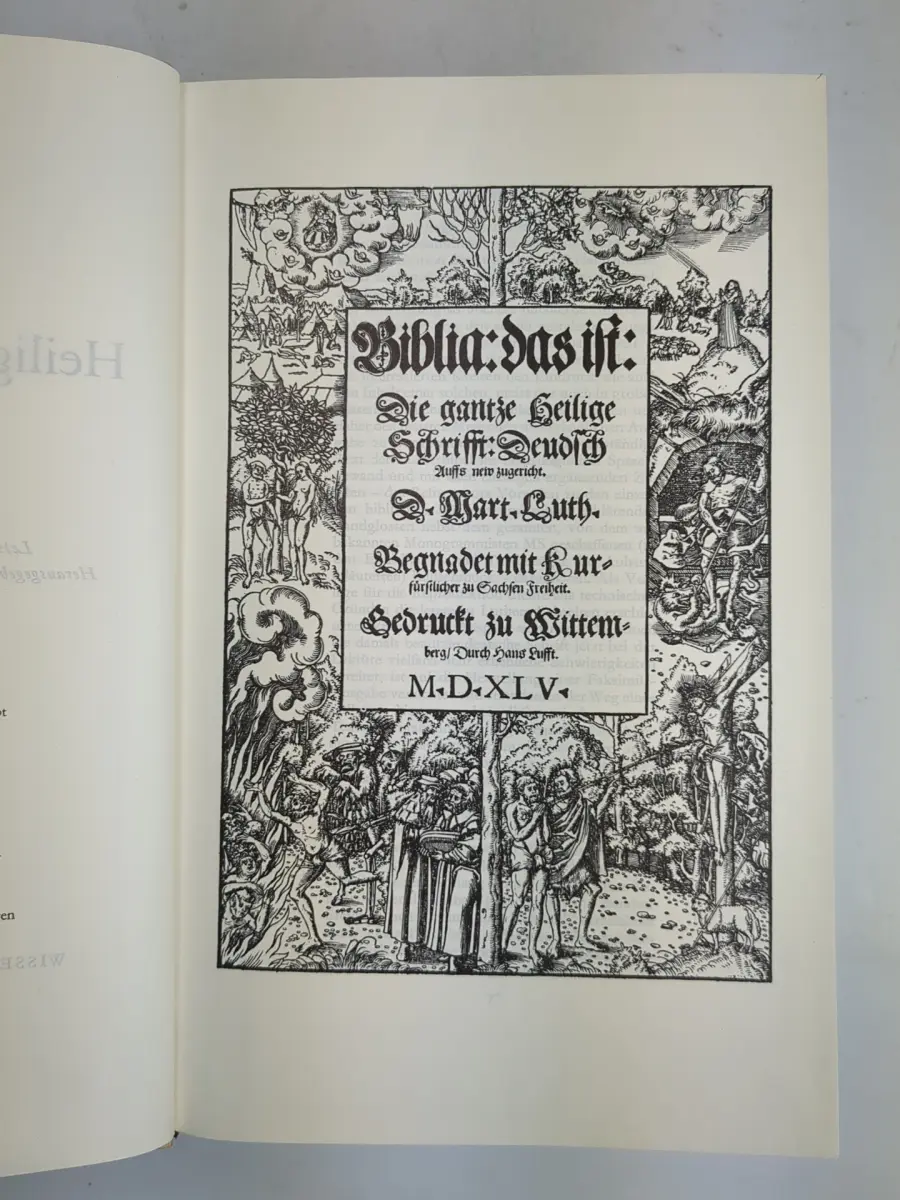 Biblia: das ist:
Die gantze Heilige
Schrifft: Deudsch
Auffs new zugericht.
D. Mart. Luth.
Begnadet mit Kur-
fürstlicher zu Sachsen Freiheit.
Gedruckt zu Wittem-
berg/ Durch Hans Lufft.
M. D. XLV.